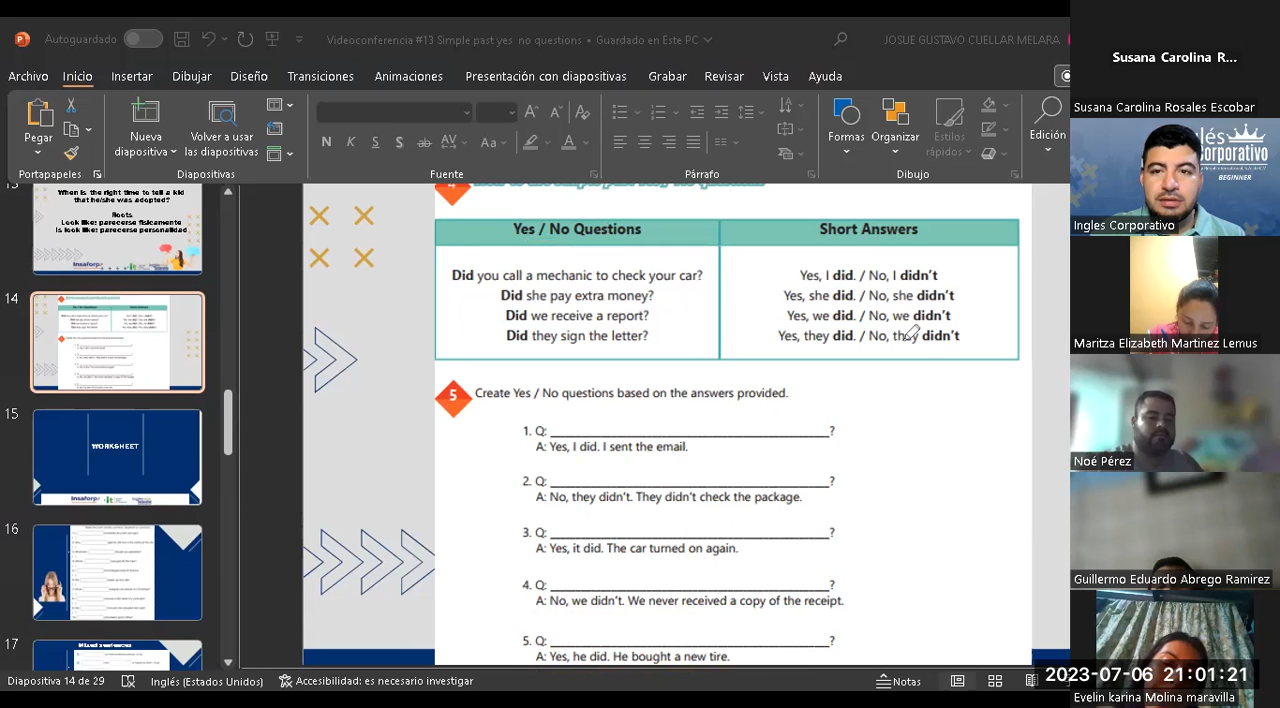 Autoguardado
Videoconferencia #13 Simple past yes no questions • Guardado en Este PC
JOSUE GUSTAVO CUELLAR MELARA
Archivo Inicio Insertar Dibujar Diseño Transiciones Animaciones Presentación con diapositivas Grabar Revisar Vista Ayuda
Pegar
Nueva diapositiva
Volver a usar las diapositivas
N K S S ab AV Aa A
Formas
Organizar
Estilos rápidos
Edición
Portapapeles
Diapositivas
Fuente
Párrafo
Dibujo
When is the right time to tell a kid
that he/she was adopted?
Roots
Look like: parecerse fisicamente
is look like: parecerse personalidad
Insaforp
14
15
WORKSHEET
Insaforp
16
17
Mixed sentences
Yes / No Questions
Short Answers
Did you call a mechanic to check your car?
Yes, I did. / No, I didn't
Did she pay extra money?
Yes, she did. / No, she didn't
Did we receive a report?
Yes, we did. / No, we didn't
Did they sign the letter?
Yes, they did. / No, they didn't
5 Create Yes / No questions based on the answers provided.
1. Q: ?
A: Yes, I did. I sent the email.
2. Q: ?
A: No, they didn't. They didn't check the package.
3. Q: ?
A: Yes, it did. The car turned on again.
4. Q: ?
A: No, we didn't. We never received a copy of the receipt.
5. Q: ?
A: Yes, he did. He bought a new tire.
Diapositiva 14 de 29
Inglés (Estados Unidos)
Accesibilidad: es necesario investigar
Notas
Susana Carolina R...
Susana Carolina Rosales Escobar
BEGINNER
Ingles Corporativo
Maritza Elizabeth Martinez Lemus
Noé Pérez
Guillermo Eduardo Abrego Ramirez
2023-07-06 21:01:21
Evelin karina Molina maravilla